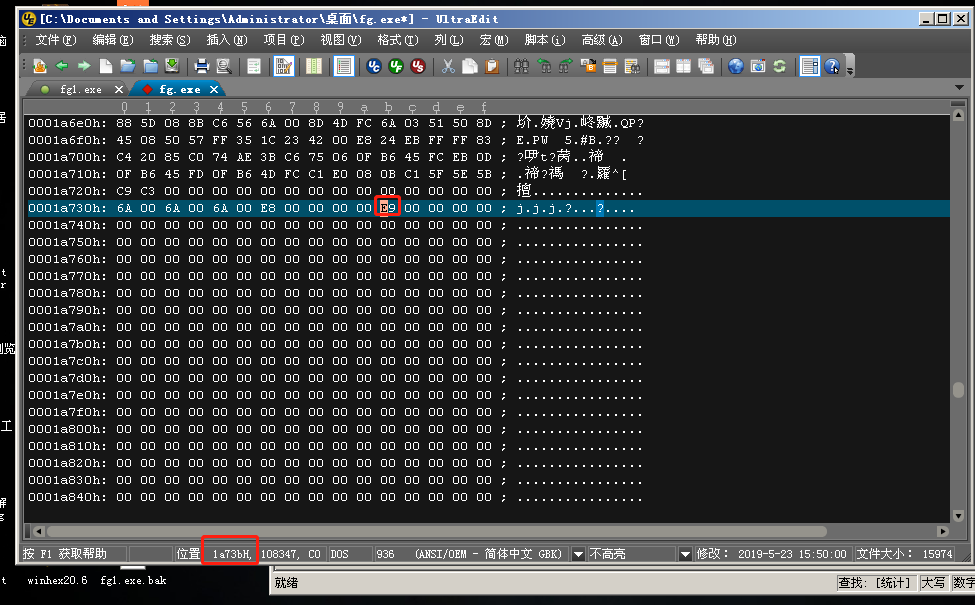 [C:\Documents and Settings\Administrator\桌面\fg.exe*] - UltraEdit
文件(F) 编辑(E) 搜索(S) 插入(N) 项目(P) 视图(V) 格式(T) 列(L) 宏(M) 脚本(i) 高级(A) 窗口(W) 帮助(H)
fg1.exe fg.exe
0 1 2 3 4 5 6 7 8 9 a b c d e f
0001a6e0h: 88 5D 08 8B C6 56 6A 00 8D 4D FC 6A 03 51 50 8D ;
0001a6f0h: 45 08 50 57 FF 35 1C 23 42 00 E8 24 EB FF FF 83 ; E.PW 5.#B.?? ?
0001a700h: C4 20 85 C0 74 AE 3B C6 75 06 0F B6 45 FC EB 0D ;
0001a710h: 0F B6 45 FD 0F B6 4D FC C1 E0 08 0B C1 5F 5E 5B ;
0001a720h: C9 C3 00 00 00 00 00 00 00 00 00 00 00 00 00 00 ;
0001a730h: 6A 00 6A 00 6A 00 E8 00 00 00 00 E9 00 00 00 00 ; j.j.j.?...?....
0001a740h: 00 00 00 00 00 00 00 00 00 00 00 00 00 00 00 00 ; ................
0001a750h: 00 00 00 00 00 00 00 00 00 00 00 00 00 00 00 00 ; ................
0001a760h: 00 00 00 00 00 00 00 00 00 00 00 00 00 00 00 00 ; ................
0001a770h: 00 00 00 00 00 00 00 00 00 00 00 00 00 00 00 00 ; ................
0001a780h: 00 00 00 00 00 00 00 00 00 00 00 00 00 00 00 00 ; ................
0001a790h: 00 00 00 00 00 00 00 00 00 00 00 00 00 00 00 00 ; ................
0001a7a0h: 00 00 00 00 00 00 00 00 00 00 00 00 00 00 00 00 ; ................
0001a7b0h: 00 00 00 00 00 00 00 00 00 00 00 00 00 00 00 00 ; ................
0001a7c0h: 00 00 00 00 00 00 00 00 00 00 00 00 00 00 00 00 ; ................
0001a7d0h: 00 00 00 00 00 00 00 00 00 00 00 00 00 00 00 00 ; ................
0001a7e0h: 00 00 00 00 00 00 00 00 00 00 00 00 00 00 00 00 ; ................
0001a7f0h: 00 00 00 00 00 00 00 00 00 00 00 00 00 00 00 00 ; ................
0001a800h: 00 00 00 00 00 00 00 00 00 00 00 00 00 00 00 00 ; ................
0001a810h: 00 00 00 00 00 00 00 00 00 00 00 00 00 00 00 00 ; ................
0001a820h: 00 00 00 00 00 00 00 00 00 00 00 00 00 00 00 00 ; ................
0001a830h: 00 00 00 00 00 00 00 00 00 00 00 00 00 00 00 00 ; ................
0001a840h: 00 00 00 00 00 00 00 00 00 00 00 00 00 00 00 00 ; ................
按 F1 获取帮助 位置 1a73bH, 108347, C0 DOS 936 (ANSI/OEM - 简体中文 GBK) 不高亮 修改: 2019-5-23 15:50:00 文件大小: 15974
winhex20.6 fg1.exe.bak 就绪 查找: [统计] 大写 数字